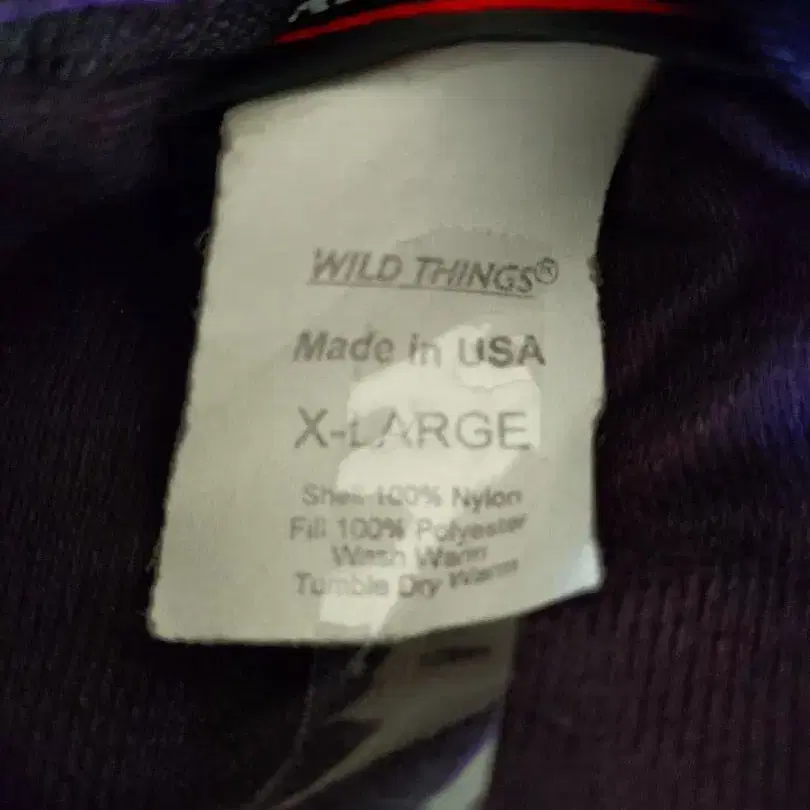 WILD THINGS®
Made in USA
X-LARGE
Shell 100% Nylon
Fill 100% Polyester
Wash Warm
Tumble Dry Warm